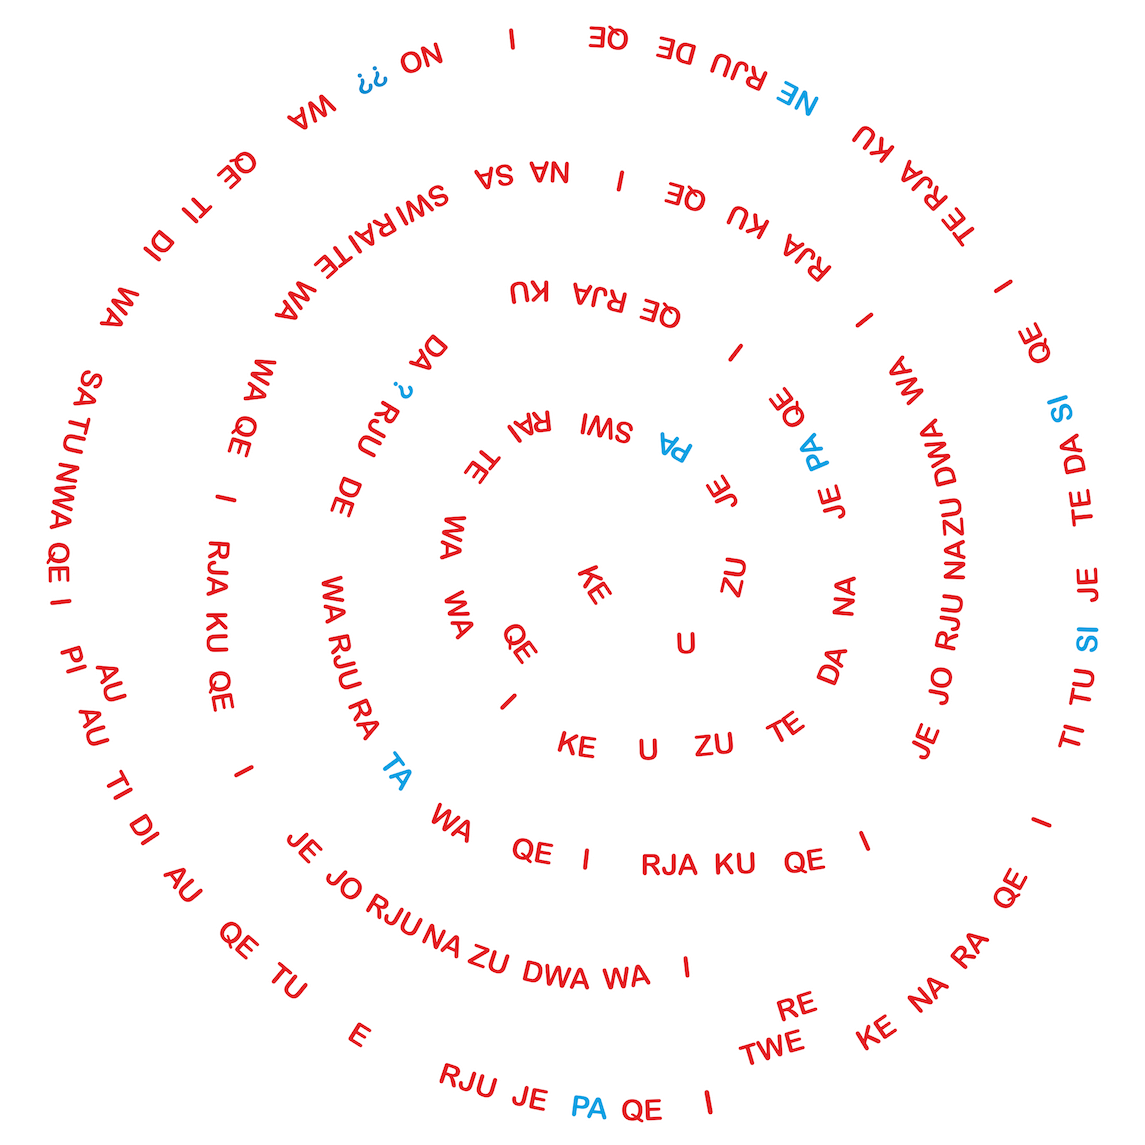 KE U ZU JE PA SWI RAI TE WA WA QE I
KE U ZU TE DA NA JE PA QE I
QE RJA KU DA ? RJU DE WA RJU RA TA WA QE I
RJA KU QE I
JE JO RJU NA ZU DWA WA I
RJA KU QE I
NA SA SWI RAI TE WA WA QE I
RJA KU QE I
JE JO RJU NA ZU DWA WA I
RE TWE KE NA RA QE I
TI TU SI JE TE DA SI QE I
TE RJA KU NE RJU DE QE I
NO ?? WA QE TI DI WA SA TU NWA QE I
AU PI AU TI DI AU QE TU E RJU JE PA QE I